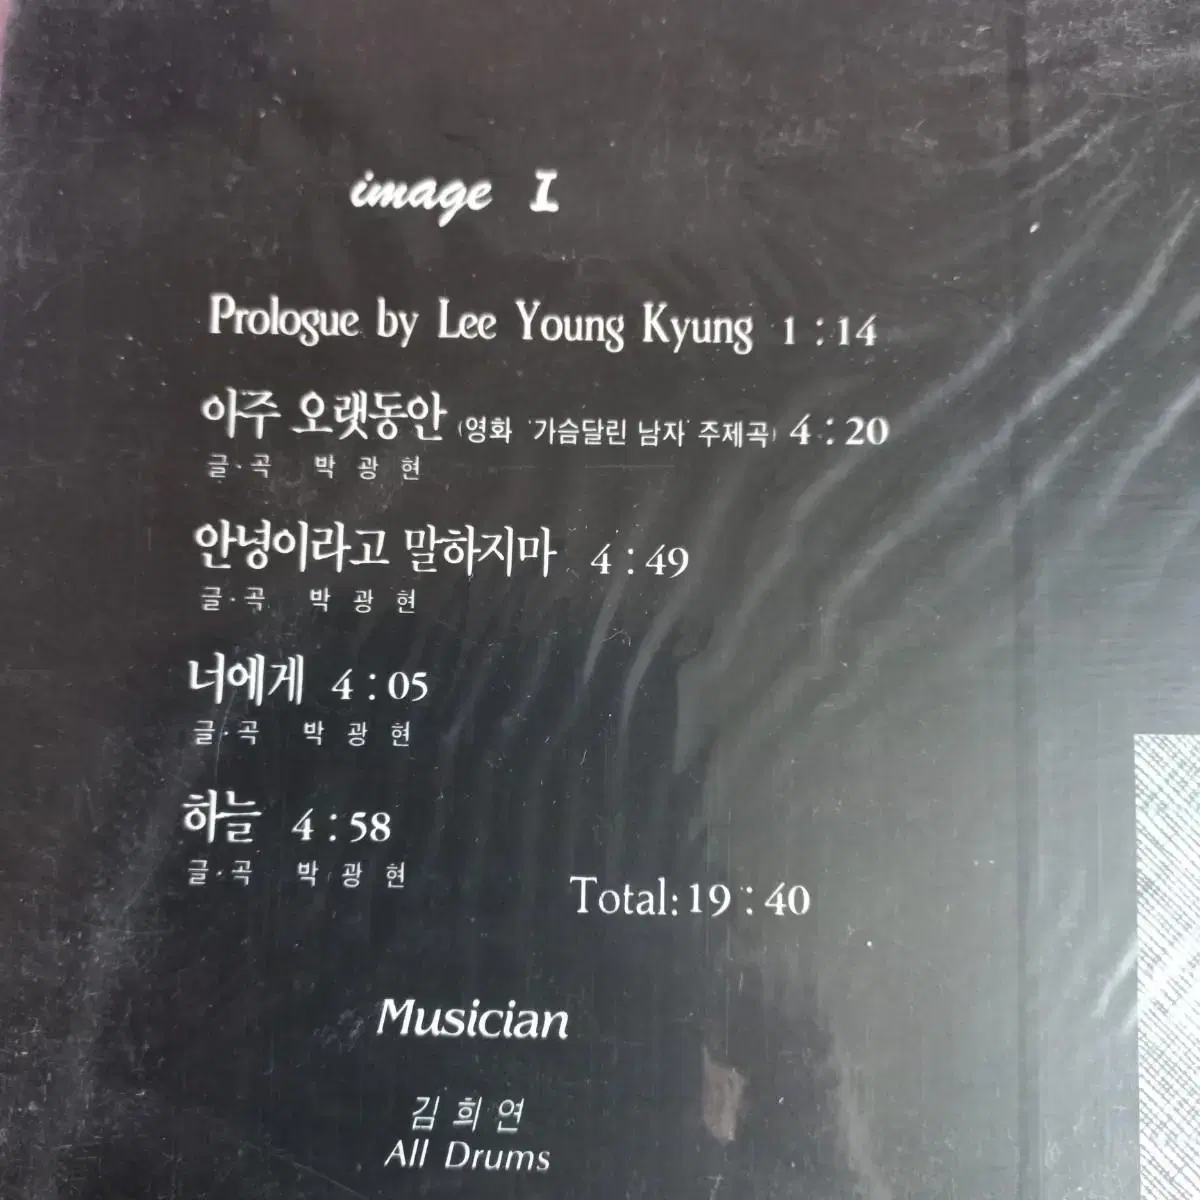 image I
Prologue by Lee Young Kyung 1:14
아주 오랫동안 (영화 '가슴달린 남자' 주제곡) 4:20
글·곡 박 광 현
안녕이라고 말하지마 4:49
글·곡 박 광 현
너에게 4:05
글·곡 박 광 현
하늘 4:58
글·곡 박 광 현
Total: 19:40
Musician
김 희 연
All Drums